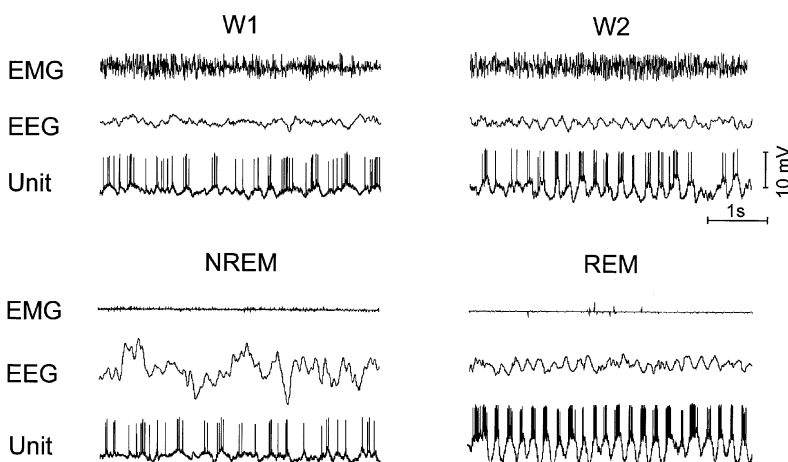 W1 W2
EMG
EEG
Unit
10 mV
1s
NREM REM
EMG
EEG
Unit